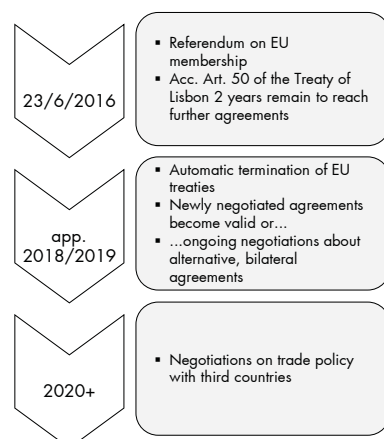 23/6/2016
▪ Referendum on EU
membership
▪ Acc. Art. 50 of the Treaty of
Lisbon 2 years remain to reach
further agreements
app.
2018/2019
▪ Automatic termination of EU
treaties
▪ Newly negotiated agreements
become valid or...
▪ ...ongoing negotiations about
alternative, bilateral
agreements
2020+
▪ Negotiations on trade policy
with third countries